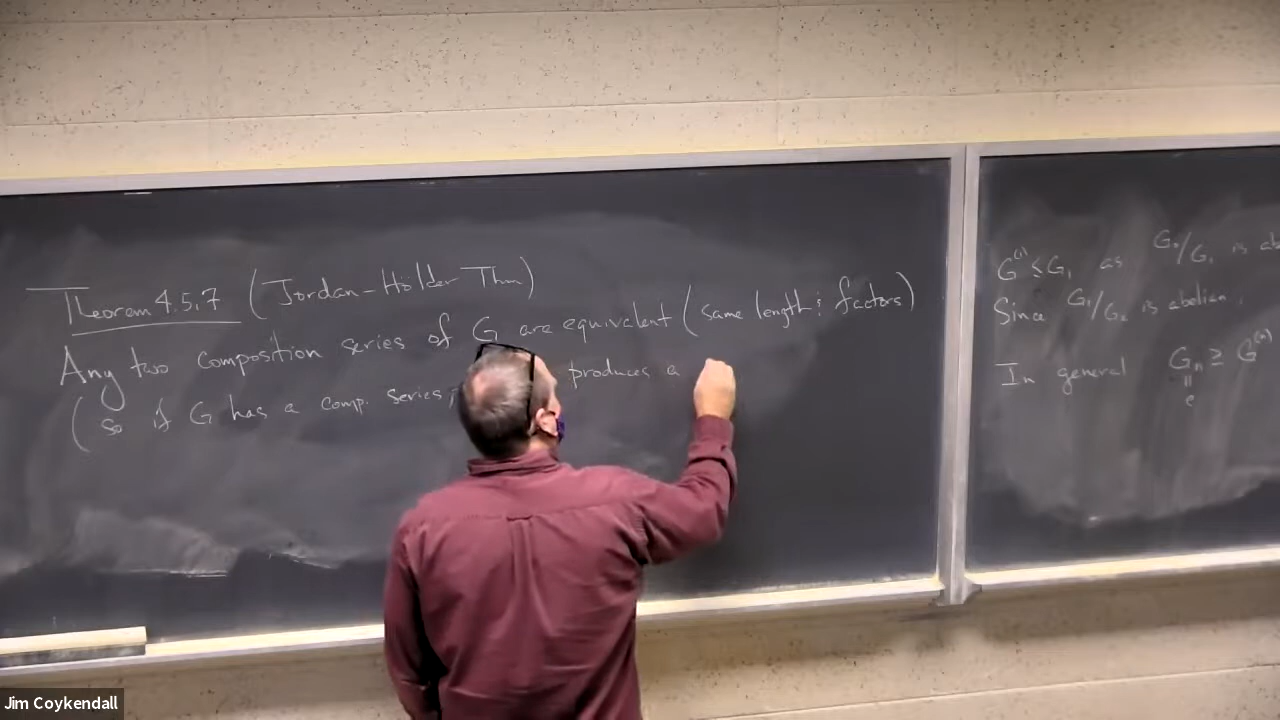 Theorem 4.5.7 (Jordan-Hölder Thm)
Any two composition series of G are equivalent (same length & factors)
(so if G has a comp. series, produces a
G⁽¹⁾ ≤ G₁ as G₀/G₁ is ab
Since G₁/G₂ is abelian,
In general Gₙ ≥ G⁽ⁿ⁾
॥
e
Jim Coykendall